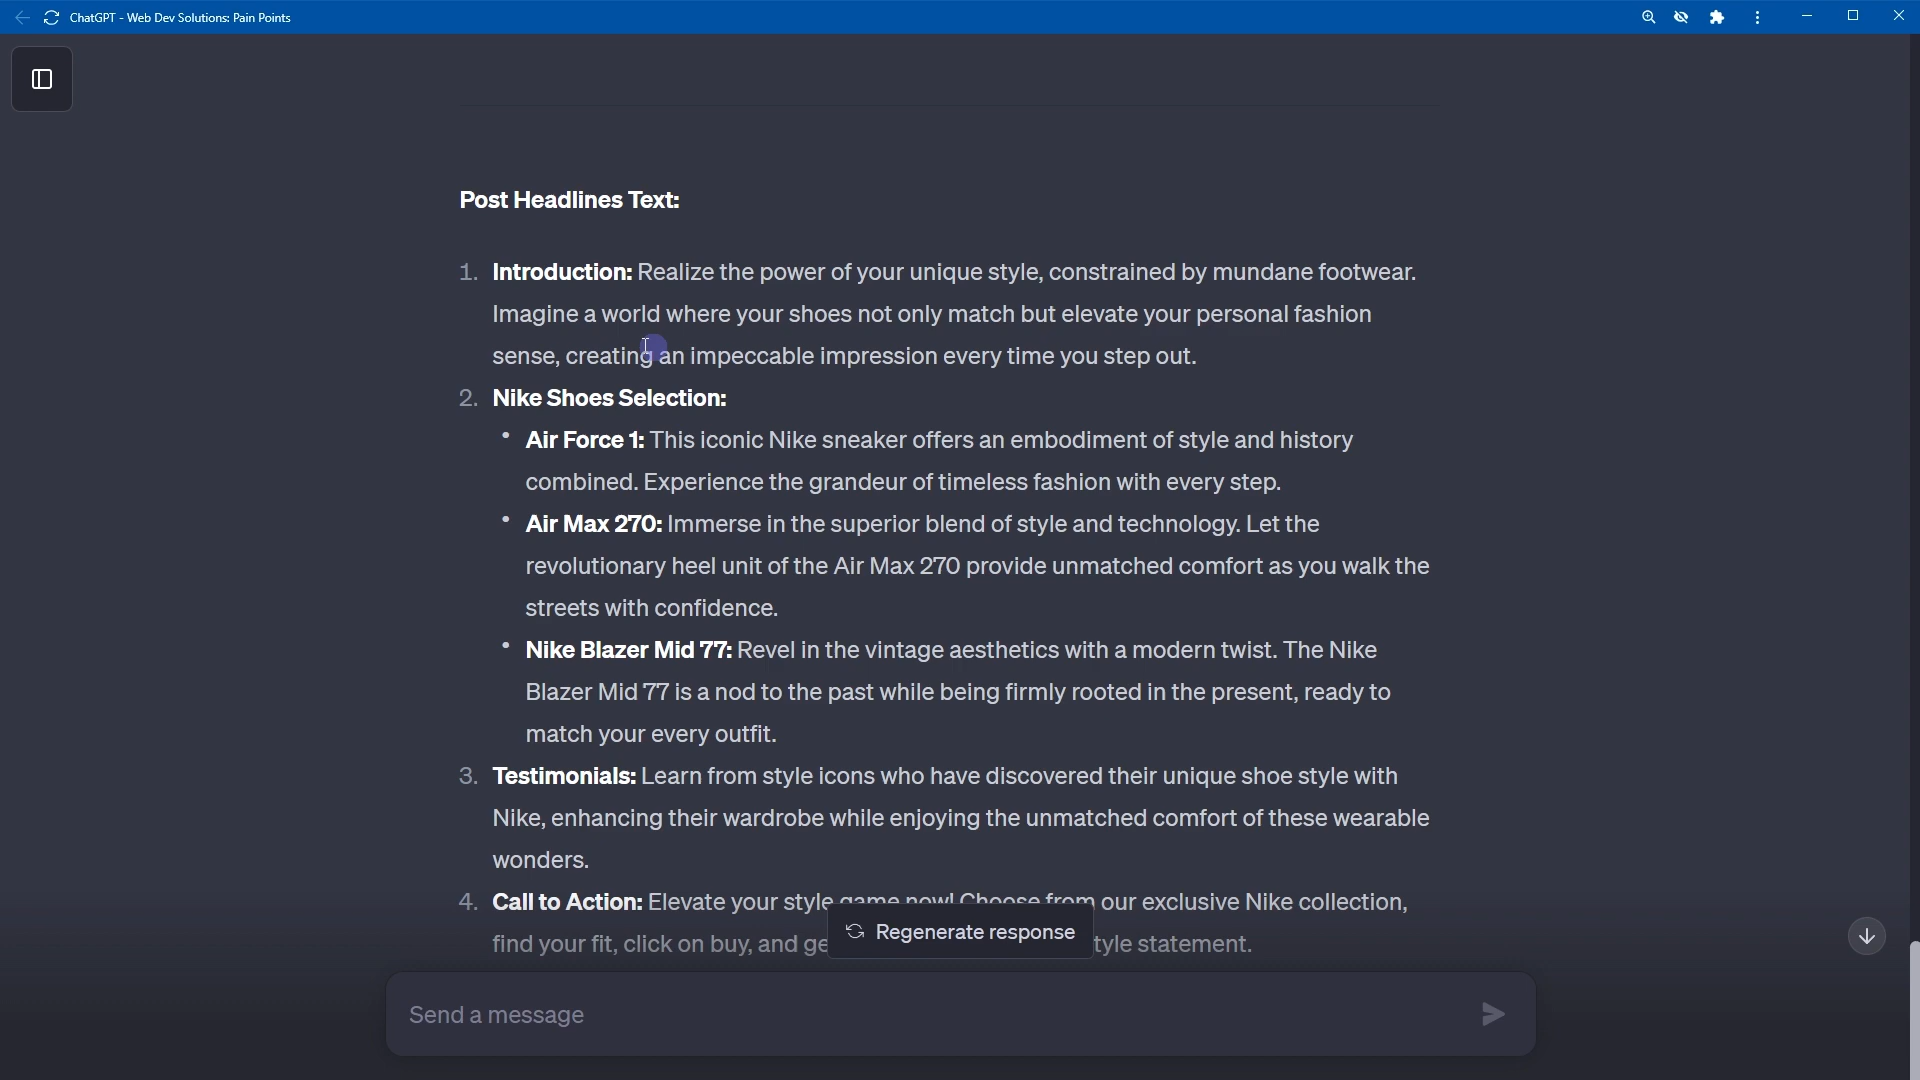 ChatGPT - Web Dev Solutions: Pain Points
Post Headlines Text:
1. Introduction: Realize the power of your unique style, constrained by mundane footwear.
Imagine a world where your shoes not only match but elevate your personal fashion
sense, creating an impeccable impression every time you step out.
2. Nike Shoes Selection:
• Air Force 1: This iconic Nike sneaker offers an embodiment of style and history
combined. Experience the grandeur of timeless fashion with every step.
• Air Max 270: Immerse in the superior blend of style and technology. Let the
revolutionary heel unit of the Air Max 270 provide unmatched comfort as you walk the
streets with confidence.
• Nike Blazer Mid 77: Revel in the vintage aesthetics with a modern twist. The Nike
Blazer Mid 77 is a nod to the past while being firmly rooted in the present, ready to
match your every outfit.
3. Testimonials: Learn from style icons who have discovered their unique shoe style with
Nike, enhancing their wardrobe while enjoying the unmatched comfort of these wearable
wonders.
4. Call to Action: Elevate your style game now! Choose from our exclusive Nike collection,
find your fit, click on buy, and ge tyle statement.
Regenerate response
Send a message